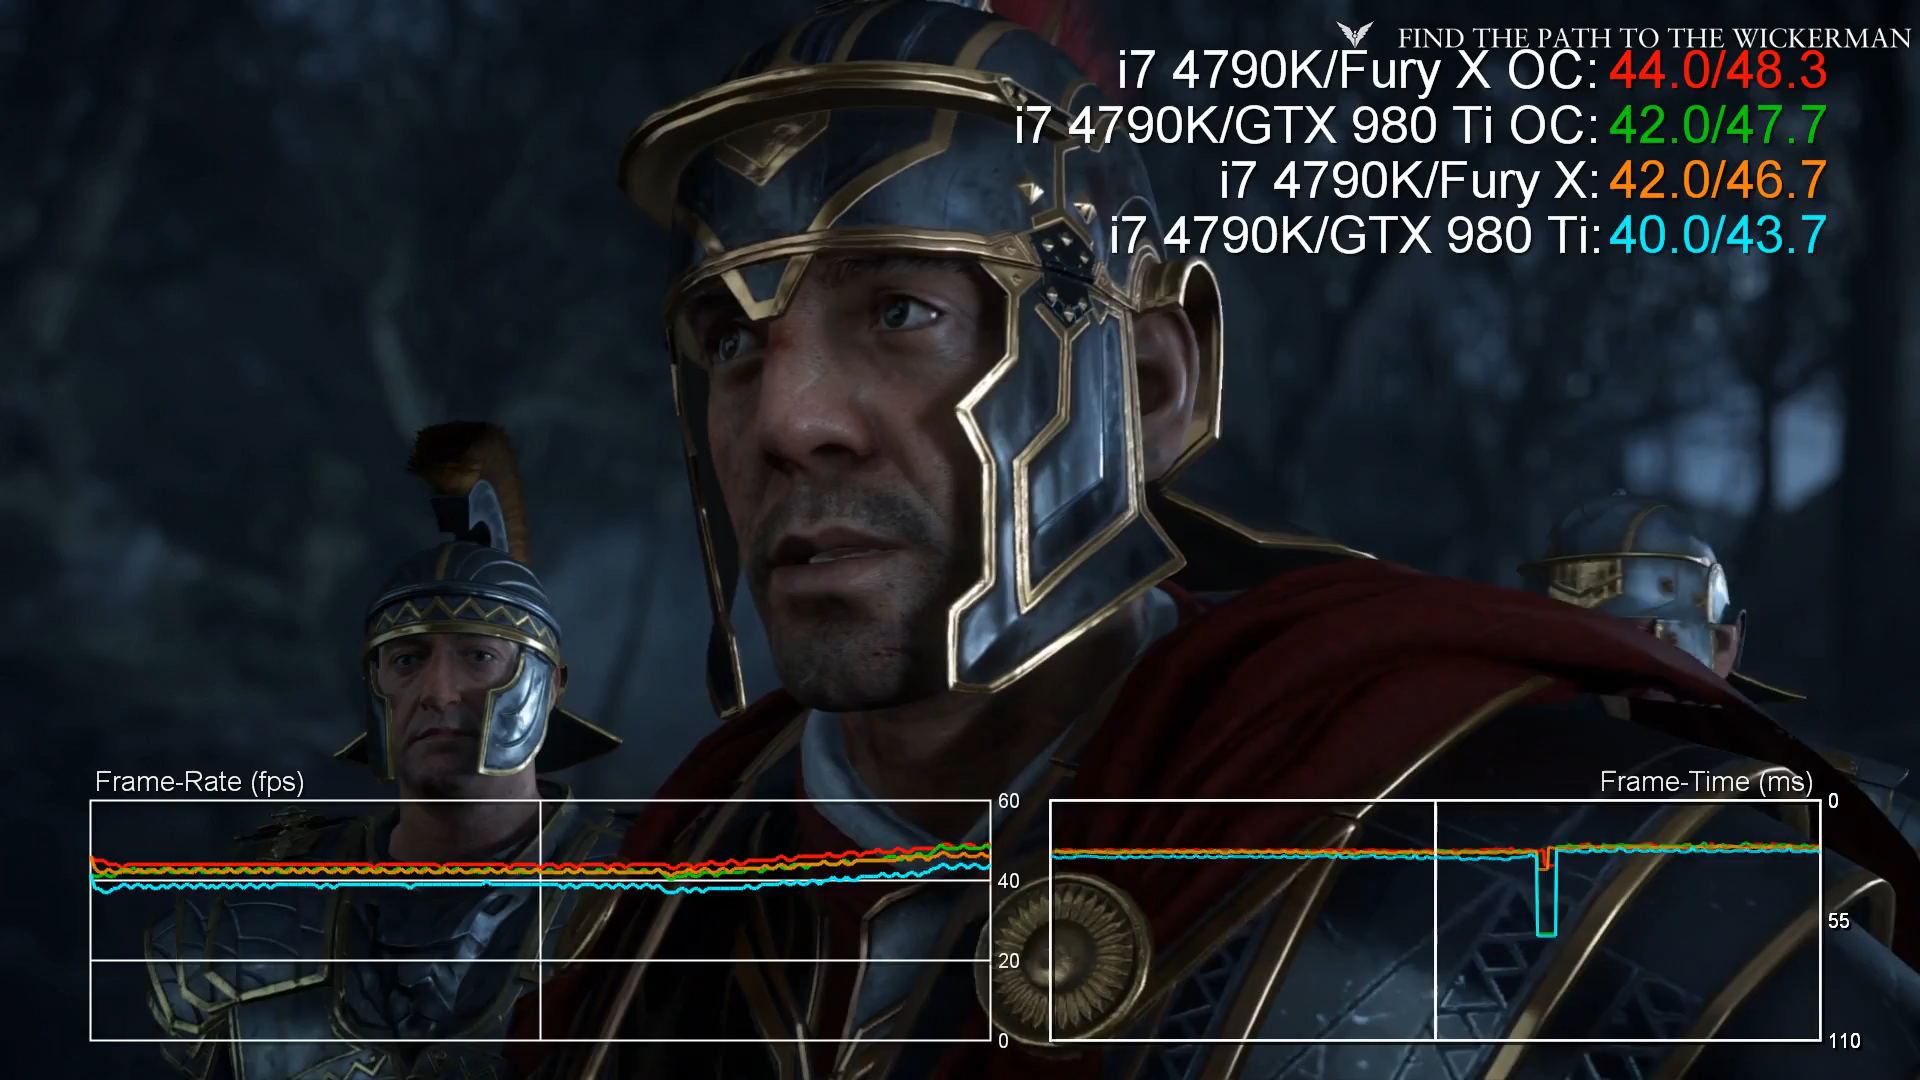 FIND THE PATH TO THE WICKERMAN
i7 4790K/Fury X OC: 44.0/48.3
i7 4790K/GTX 980 Ti OC: 42.0/47.7
i7 4790K/Fury X: 42.0/46.7
i7 4790K/GTX 980 Ti: 40.0/43.7
Frame-Rate (fps)
60
40
20
0
Frame-Time (ms)
0
55
110